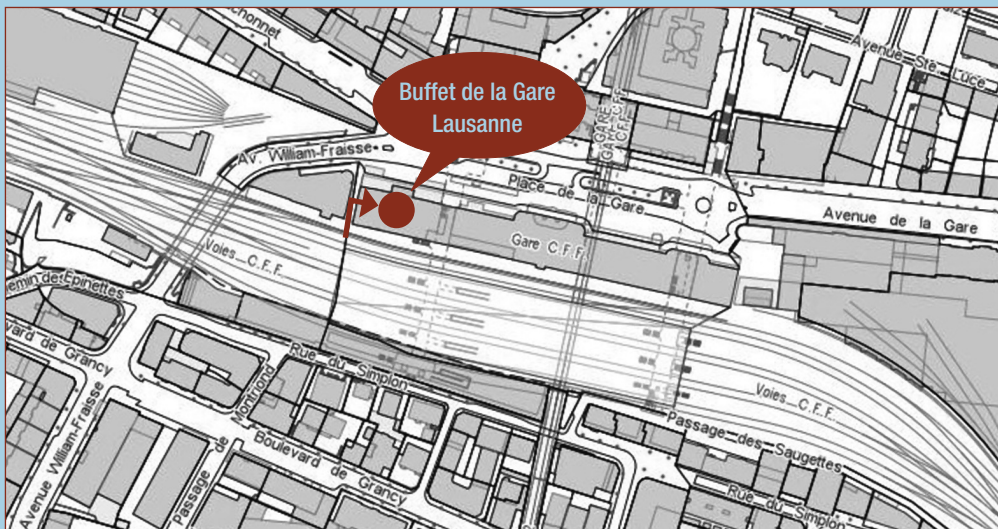 chonnet
Avenue Ste Luce
Buffet de la Gare
Lausanne
Av. William-Fraisse
GARE
C.F.F.
Place de la Gare
Avenue de la Gare
Gare C.F.F.
Voies C.F.F.
emin des Epinettes
vard de Grancy
Rue du Simplon
Voies C.F.F.
Avenue William-Fraisse
Passage de Montriond
Boulevard de Grancy
Passage des Saugettes
Rue du Simplon